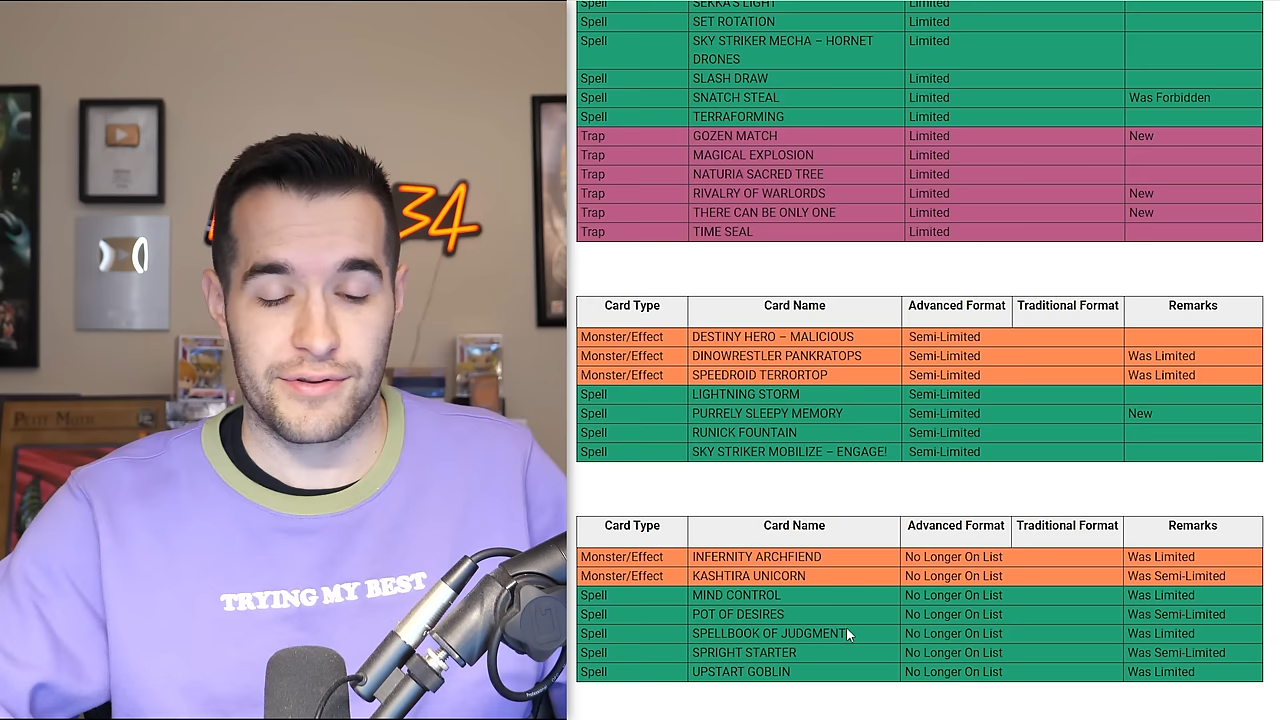 Spell SEKKA'S LIGHT Limited
Spell SET ROTATION Limited
Spell SKY STRIKER MECHA – HORNET Limited
DRONES
Spell SLASH DRAW Limited
Spell SNATCH STEAL Limited Was Forbidden
Spell TERRAFORMING Limited
Trap GOZEN MATCH Limited New
Trap MAGICAL EXPLOSION Limited
Trap NATURIA SACRED TREE Limited
Trap RIVALRY OF WARLORDS Limited New
Trap THERE CAN BE ONLY ONE Limited New
Trap TIME SEAL Limited
Card Type Card Name Advanced Format Traditional Format Remarks
Monster/Effect DESTINY HERO – MALICIOUS Semi-Limited
Monster/Effect DINOWRESTLER PANKRATOPS Semi-Limited Was Limited
Monster/Effect SPEEDROID TERRORTOP Semi-Limited Was Limited
Spell LIGHTNING STORM Semi-Limited
Spell PURRELY SLEEPY MEMORY Semi-Limited New
Spell RUNICK FOUNTAIN Semi-Limited
Spell SKY STRIKER MOBILIZE – ENGAGE! Semi-Limited
Card Type Card Name Advanced Format Traditional Format Remarks
Monster/Effect INFERNITY ARCHFIEND No Longer On List Was Limited
Monster/Effect KASHTIRA UNICORN No Longer On List Was Semi-Limited
Spell MIND CONTROL No Longer On List Was Limited
Spell POT OF DESIRES No Longer On List Was Semi-Limited
Spell SPELLBOOK OF JUDGMENT No Longer On List Was Limited
Spell SPRIGHT STARTER No Longer On List Was Semi-Limited
Spell UPSTART GOBLIN No Longer On List Was Limited
34
TRYING MY BEST